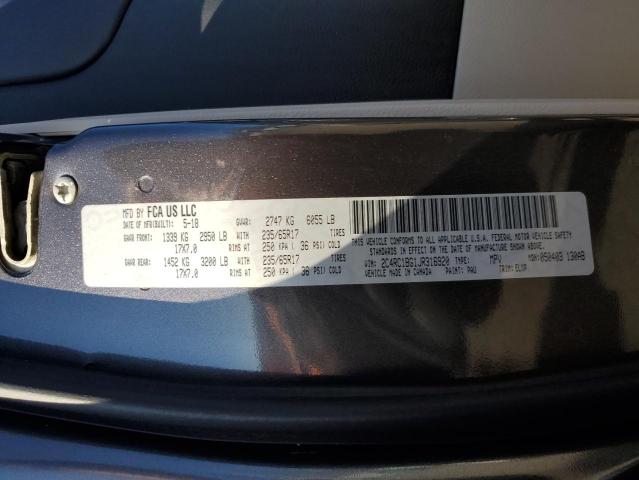 MFD BY FCA US LLC
DATE OF MFR(BUILT): 5-18 GVWR: 2747 KG 6055 LB
GAWR FRONT: 1339 KG 2950 LB WITH 235/65R17 TIRES
17X7.0 RIMS AT 250 KPA ( 36 PSI) COLD
GAWR REAR: 1452 KG 3200 LB WITH 235/65R17 TIRES
17X7.0 RIMS AT 250 KPA ( 36 PSI) COLD
THIS VEHICLE CONFORMS TO ALL APPLICABLE U.S.A. FEDERAL MOTOR VEHICLE SAFETY
STANDARDS IN EFFECT ON THE DATE OF MANUFACTURE SHOWN ABOVE.
VIN: 2C4RC1BG1JR316920 TYPE: MPV MDH: 050403 130AB
VEHICLE MADE IN CANADA PAINT: PAU TRIM: ELVP